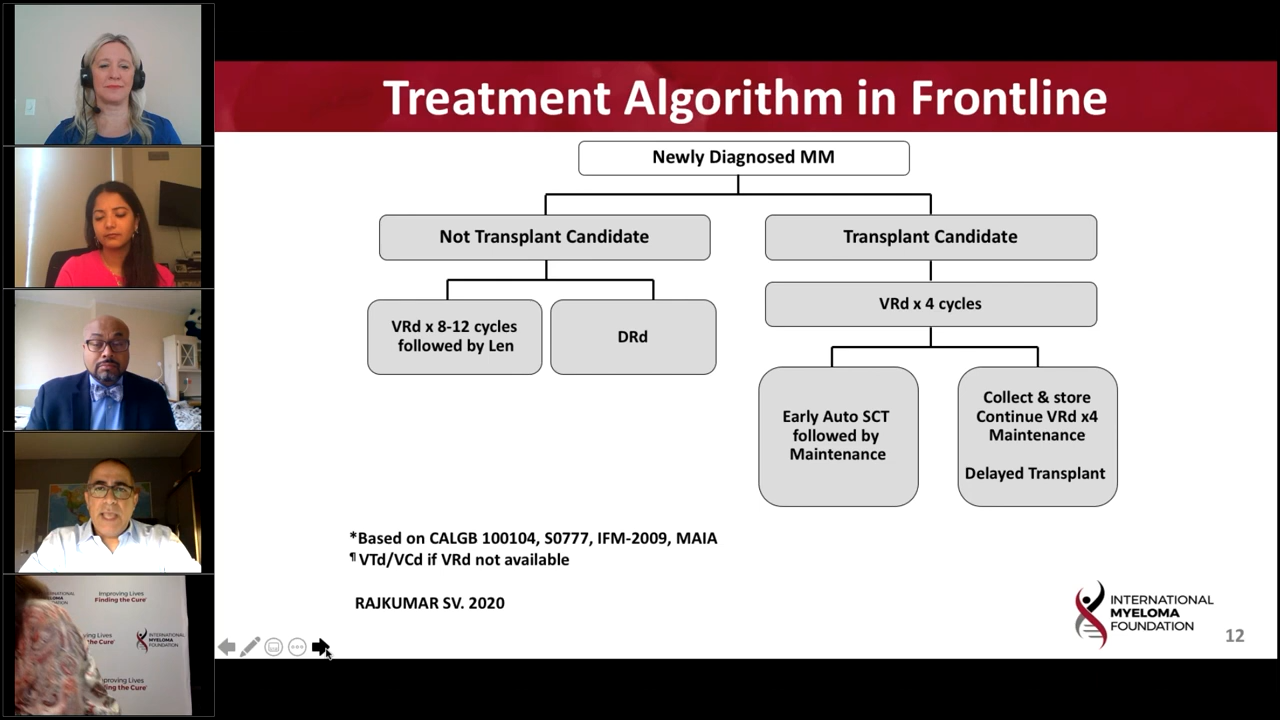 Treatment Algorithm in Frontline
Newly Diagnosed MM
Not Transplant Candidate
Transplant Candidate
VRd x 8-12 cycles
followed by Len
DRd
VRd x 4 cycles
Early Auto SCT
followed by
Maintenance
Collect & store
Continue VRd x4
Maintenance
Delayed Transplant
*Based on CALGB 100104, S0777, IFM-2009, MAIA
¶ VTd/VCd if VRd not available
RAJKUMAR SV. 2020
INTERNATIONAL
MYELOMA
FOUNDATION
12
Improving Lives
Finding the Cure
INTERNATIONAL
MYELOMA
FOUNDATION